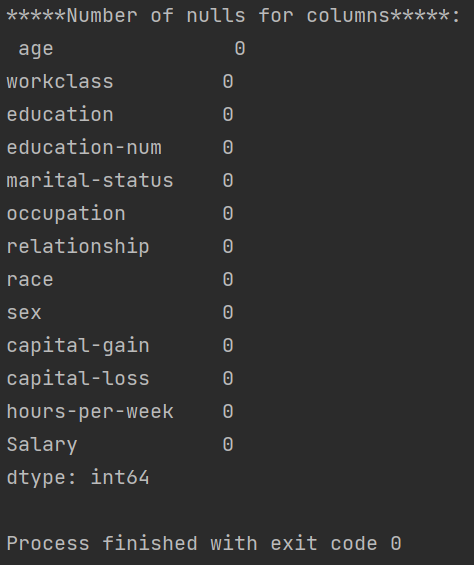 *****Number of nulls for columns*****:
 age               0
workclass         0
education         0
education-num     0
marital-status    0
occupation        0
relationship      0
race              0
sex               0
capital-gain      0
capital-loss      0
hours-per-week    0
Salary            0
dtype: int64

Process finished with exit code 0